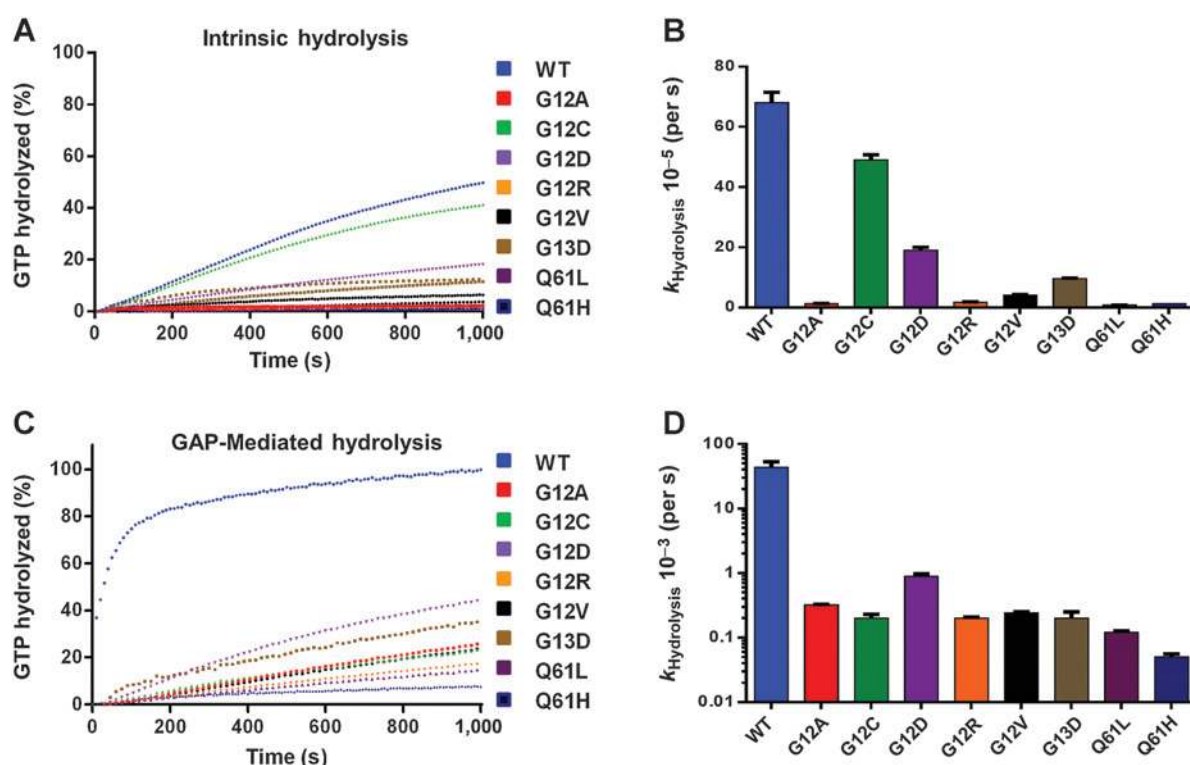 A
Intrinsic hydrolysis
GTP hydrolyzed (%)
100
80
60
40
20
0
0
200
400
600
800
1,000
Time (s)
WT
G12A
G12C
G12D
G12R
G12V
G13D
Q61L
Q61H
B
kHydrolysis 10−5 (per s)
80
60
40
20
0
WT
G12A
G12C
G12D
G12R
G12V
G13D
Q61L
Q61H
C
GAP-Mediated hydrolysis
GTP hydrolyzed (%)
100
80
60
40
20
0
0
200
400
600
800
1,000
Time (s)
WT
G12A
G12C
G12D
G12R
G12V
G13D
Q61L
Q61H
D
kHydrolysis 10−3 (per s)
100
10
1
0.1
0.01
WT
G12A
G12C
G12D
G12R
G12V
G13D
Q61L
Q61H